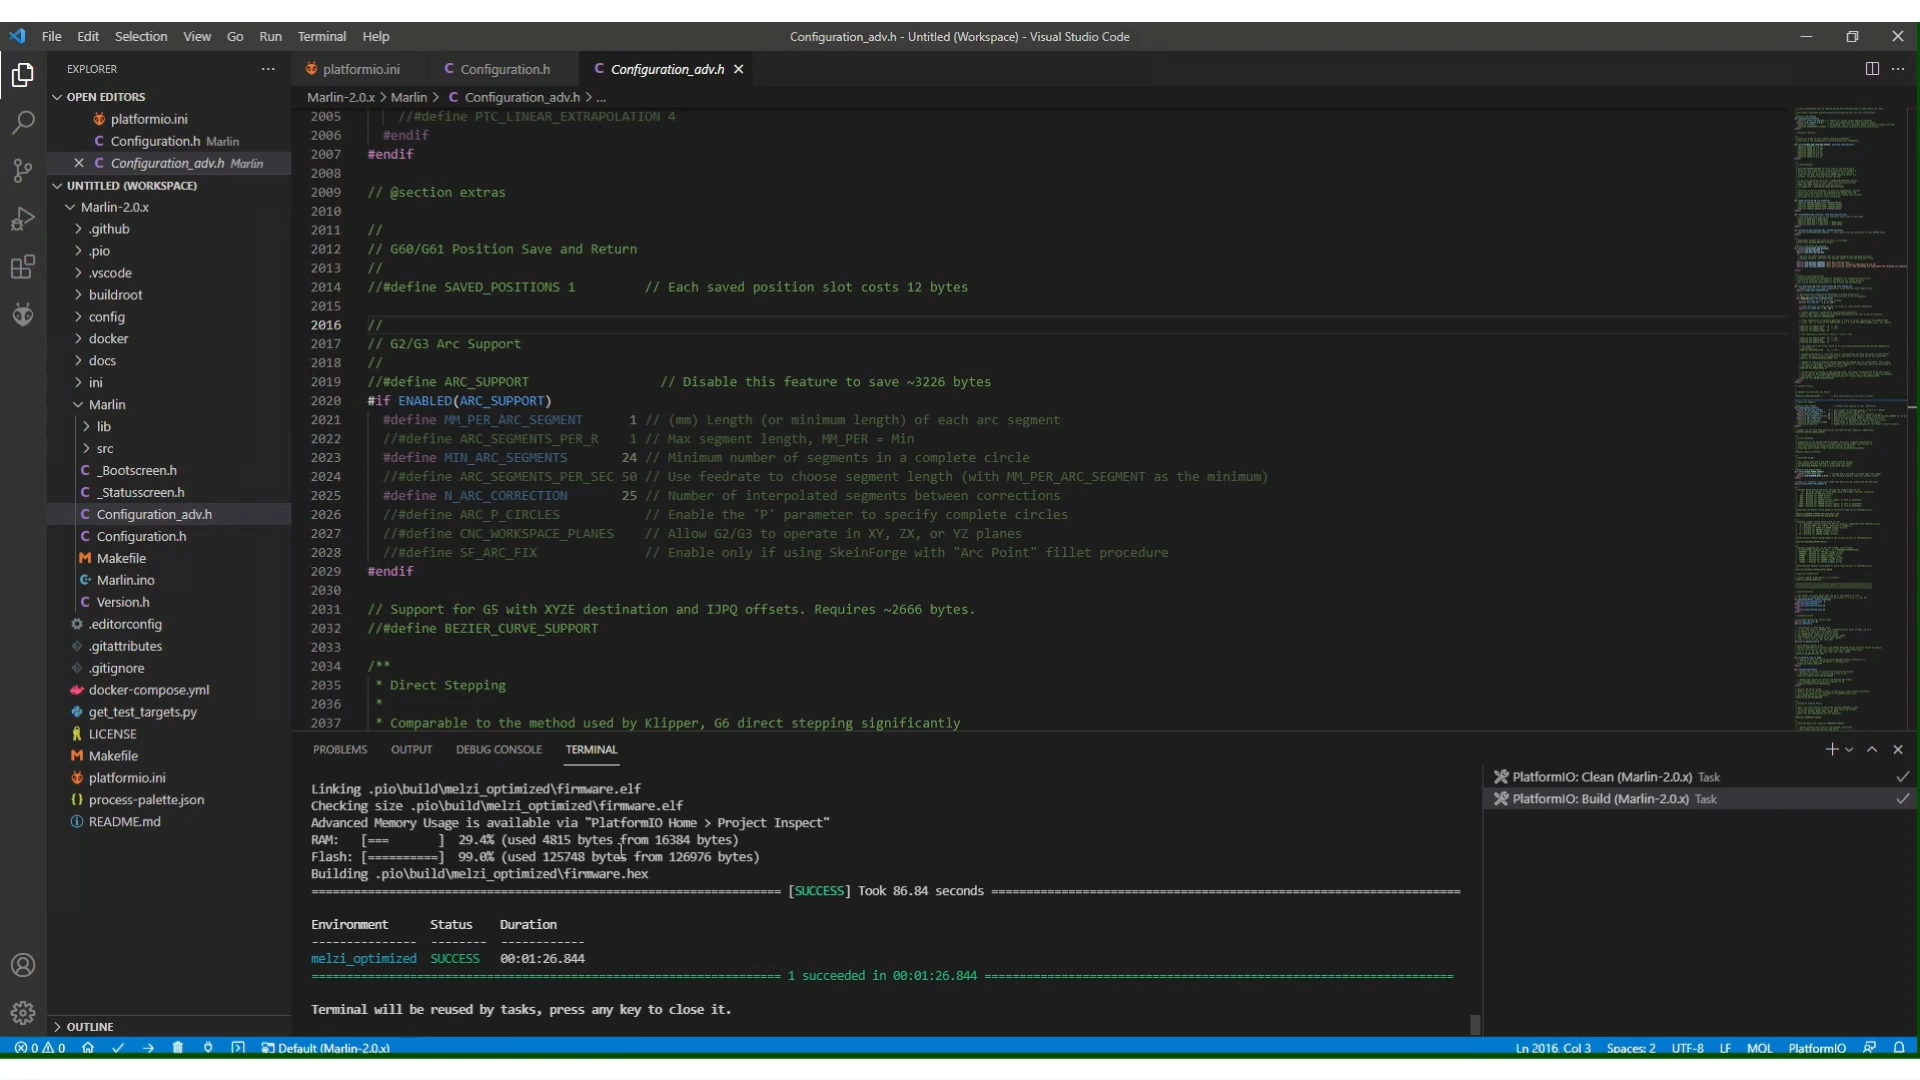 File Edit Selection View Go Run Terminal Help
Configuration_adv.h - Untitled (Workspace) - Visual Studio Code
EXPLORER
OPEN EDITORS
platformio.ini
Configuration.h Marlin
Configuration_adv.h Marlin
UNTITLED (WORKSPACE)
Marlin-2.0.x
.github
.pio
.vscode
buildroot
config
docker
docs
ini
Marlin
lib
src
_Bootscreen.h
_Statusscreen.h
Configuration_adv.h
Configuration.h
Makefile
Marlin.ino
Version.h
.editorconfig
.gitattributes
.gitignore
docker-compose.yml
get_test_targets.py
LICENSE
Makefile
platformio.ini
process-palette.json
README.md
OUTLINE
platformio.ini Configuration.h Configuration_adv.h
Marlin-2.0.x > Marlin > C Configuration_adv.h > ...
2005 //#define PTC_LINEAR_EXTRAPOLATION 4
2006 #endif
2007 #endif
2008
2009 // @section extras
2010
2011 //
2012 // G60/G61 Position Save and Return
2013 //
2014 //#define SAVED_POSITIONS 1 // Each saved position slot costs 12 bytes
2015
2016 //
2017 // G2/G3 Arc Support
2018 //
2019 //#define ARC_SUPPORT // Disable this feature to save ~3226 bytes
2020 #if ENABLED(ARC_SUPPORT)
2021 #define MM_PER_ARC_SEGMENT 1 // (mm) Length (or minimum length) of each arc segment
2022 //#define ARC_SEGMENTS_PER_R 1 // Max segment length, MM_PER = Min
2023 #define MIN_ARC_SEGMENTS 24 // Minimum number of segments in a complete circle
2024 //#define ARC_SEGMENTS_PER_SEC 50 // Use feedrate to choose segment length (with MM_PER_ARC_SEGMENT as the minimum)
2025 #define N_ARC_CORRECTION 25 // Number of interpolated segments between corrections
2026 //#define ARC_P_CIRCLES // Enable the 'P' parameter to specify complete circles
2027 //#define CNC_WORKSPACE_PLANES // Allow G2/G3 to operate in XY, ZX, or YZ planes
2028 //#define SF_ARC_FIX // Enable only if using SkeinForge with "Arc Point" fillet procedure
2029 #endif
2030
2031 // Support for G5 with XYZE destination and IJPQ offsets. Requires ~2666 bytes.
2032 //#define BEZIER_CURVE_SUPPORT
2033
2034 /**
2035 * Direct Stepping
2036 *
2037 * Comparable to the method used by Klipper, G6 direct stepping significantly
PROBLEMS OUTPUT DEBUG CONSOLE TERMINAL
Linking .pio\build\melzi_optimized\firmware.elf
Checking size .pio\build\melzi_optimized\firmware.elf
Advanced Memory Usage is available via "PlatformIO Home > Project Inspect"
RAM: [=== ] 29.4% (used 4815 bytes from 16384 bytes)
Flash: [==========] 99.0% (used 125748 bytes from 126976 bytes)
Building .pio\build\melzi_optimized\firmware.hex
[SUCCESS] Took 86.84 seconds
Environment Status Duration
melzi_optimized SUCCESS 00:01:26.844
1 succeeded in 00:01:26.844
Terminal will be reused by tasks, press any key to close it.
PlatformIO: Clean (Marlin-2.0.x) Task
PlatformIO: Build (Marlin-2.0.x) Task
0 0 Default (Marlin-2.0.x)
Ln 2016, Col 3 Spaces: 2 UTF-8 LF MOL PlatformIO